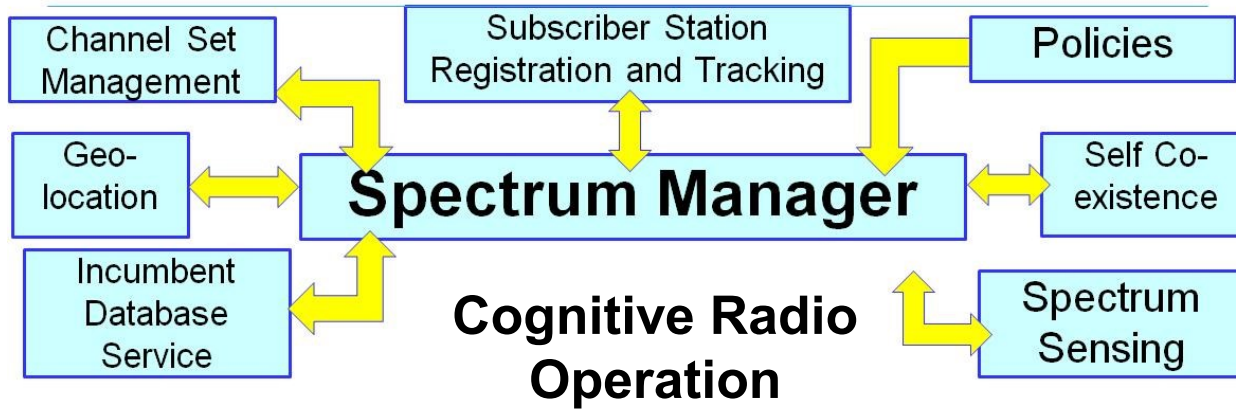 Channel Set
Management
Subscriber Station
Registration and Tracking
Policies
Geo-
location
Spectrum Manager
Self Co-
existence
Incumbent
Database
Service
Cognitive Radio
Operation
Spectrum
Sensing